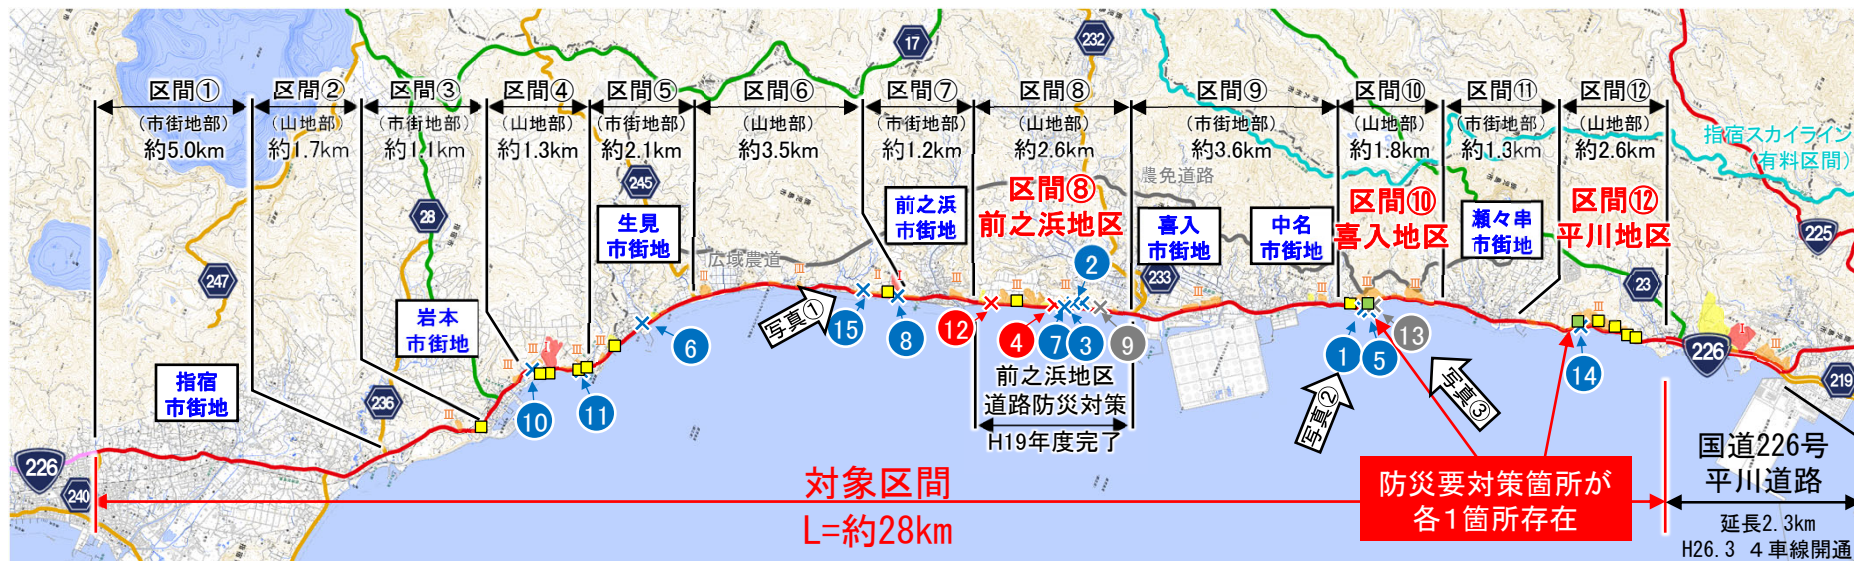 17
232
区間①
(市街地部)
約5.0km
区間②
(山地部)
約1.7km
区間③
(市街地部)
約1.1km
区間④
(山地部)
約1.3km
区間⑤
(市街地部)
約2.1km
区間⑥
(山地部)
約3.5km
区間⑦
(市街地部)
約1.2km
区間⑧
(山地部)
約2.6km
区間⑨
(市街地部)
約3.6km
区間⑩
(山地部)
約1.8km
区間⑪
(市街地部)
約1.3km
区間⑫
(山地部)
約2.6km
指宿スカイライン
(有料区間)
農免道路
広域農道
245
28
247
236
233
23
225
226
219
指宿
市街地
岩本
市街地
生見
市街地
前之浜
市街地
区間⑧
前之浜地区
喜入
市街地
中名
市街地
区間⑩
喜入地区
瀬々串
市街地
区間⑫
平川地区
Ⅲ
Ⅲ
Ⅲ
Ⅰ
Ⅲ
Ⅲ
Ⅲ
Ⅲ
Ⅱ
Ⅰ
Ⅲ
Ⅲ
Ⅲ
Ⅲ
Ⅲ
Ⅲ
Ⅲ
Ⅰ
10
11
6
15
8
12
4
7
3
2
9
1
5
13
14
写真①
写真②
写真③
前之浜地区
道路防災対策
H19年度完了
226
240
対象区間
L=約28km
防災要対策箇所が
各1箇所存在
国道226号
平川道路
延長2.3km
H26.3 4車線開通